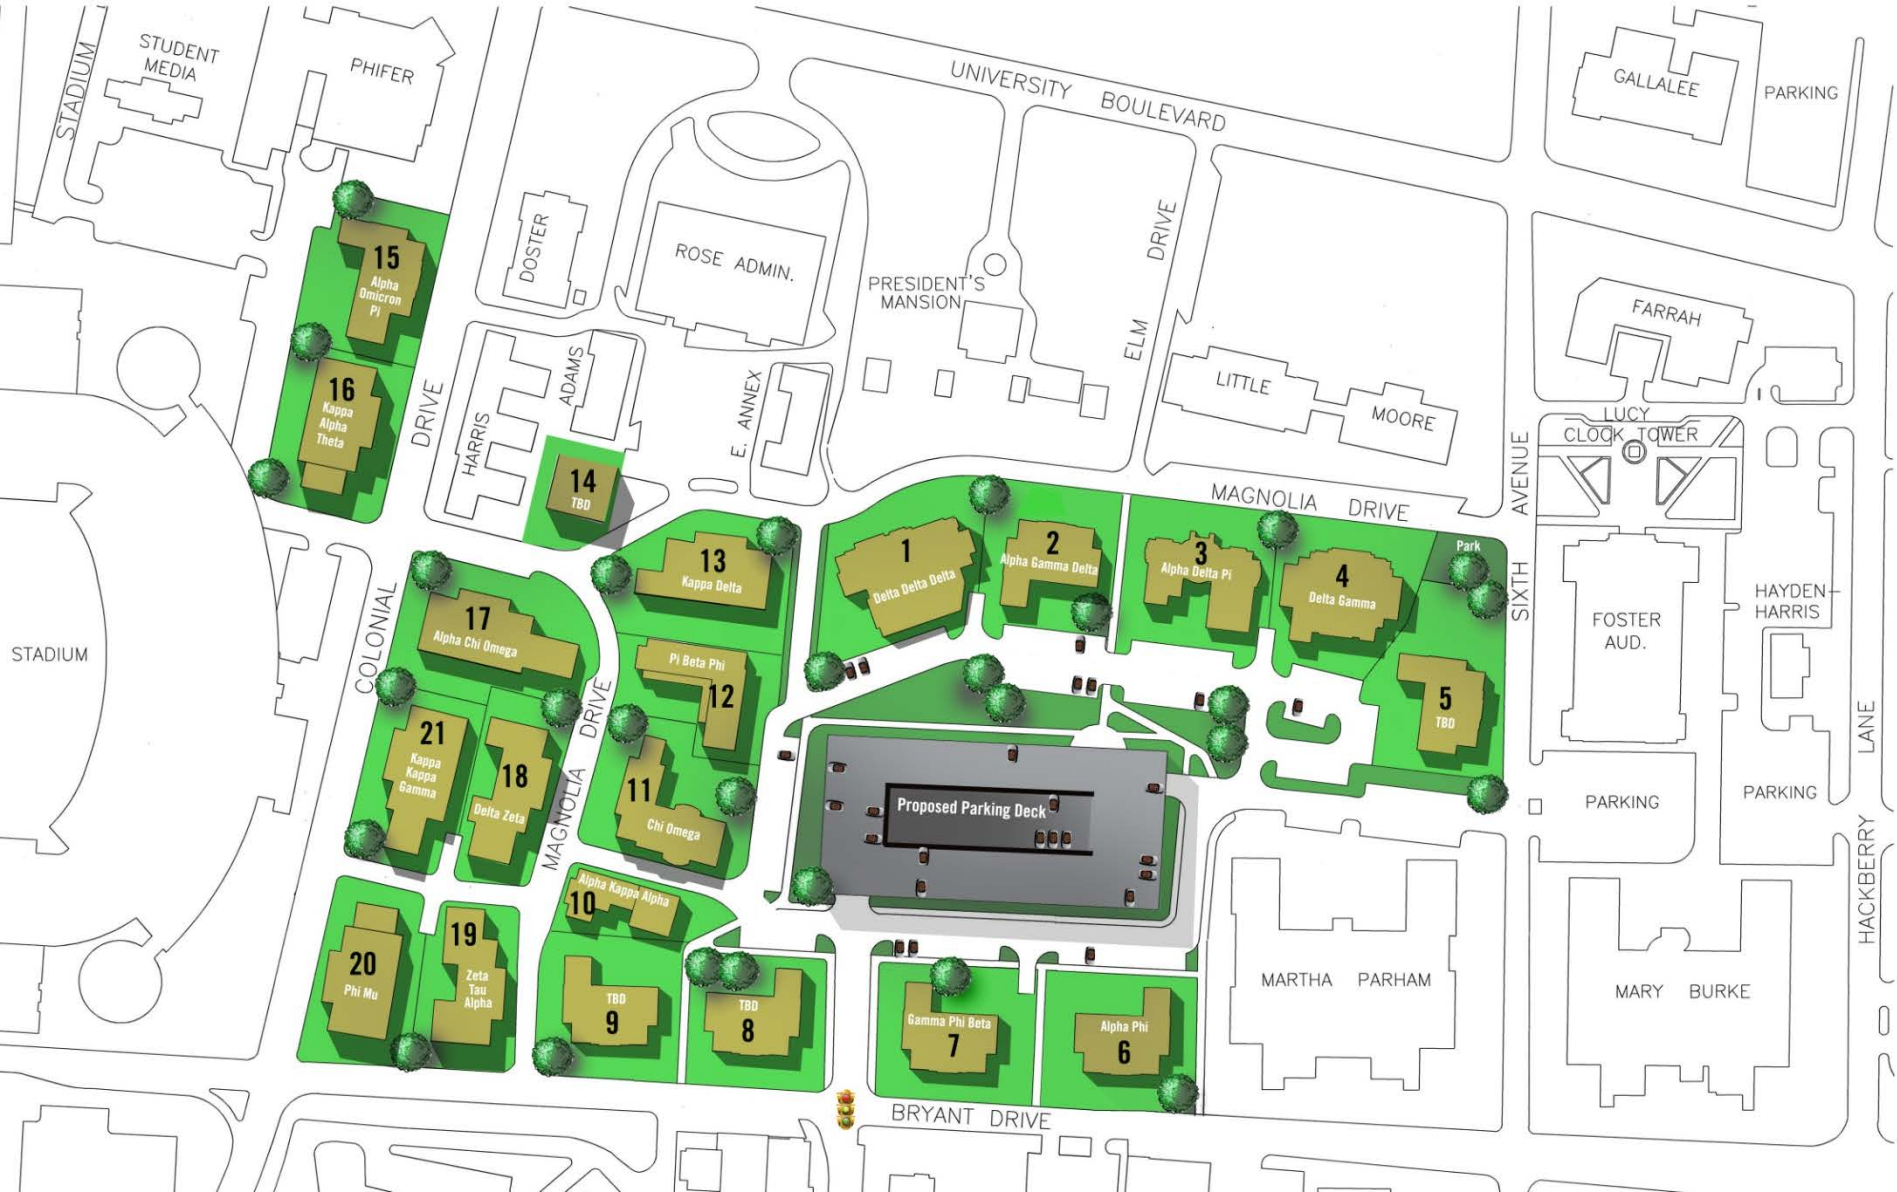 STADIUM
STUDENT
MEDIA
PHIFER
UNIVERSITY BOULEVARD
GALLALEE
PARKING
DOSTER
ROSE ADMIN.
PRESIDENT'S
MANSION
ELM DRIVE
FARRAH
LITTLE
MOORE
LUCY
CLOCK TOWER
15
Alpha
Omicron
Pi
16
Kappa
Alpha
Theta
DRIVE
HARRIS
ADAMS
E. ANNEX
14
TBD
MAGNOLIA DRIVE
SIXTH AVENUE
Park
13
Kappa Delta
1
Delta Delta Delta
2
Alpha Gamma Delta
3
Alpha Delta Pi
4
Delta Gamma
5
TBD
FOSTER
AUD.
HAYDEN
HARRIS
STADIUM
COLONIAL
17
Alpha Chi Omega
Pi Beta Phi
12
MAGNOLIA DRIVE
21
Kappa
Kappa
Gamma
18
Delta Zeta
11
Chi Omega
Proposed Parking Deck
PARKING
PARKING
HACKBERRY LANE
Alpha Kappa Alpha
10
20
Phi Mu
19
Zeta
Tau
Alpha
TBD
9
TBD
8
Gamma Phi Beta
7
Alpha Phi
6
MARTHA PARHAM
MARY BURKE
BRYANT DRIVE